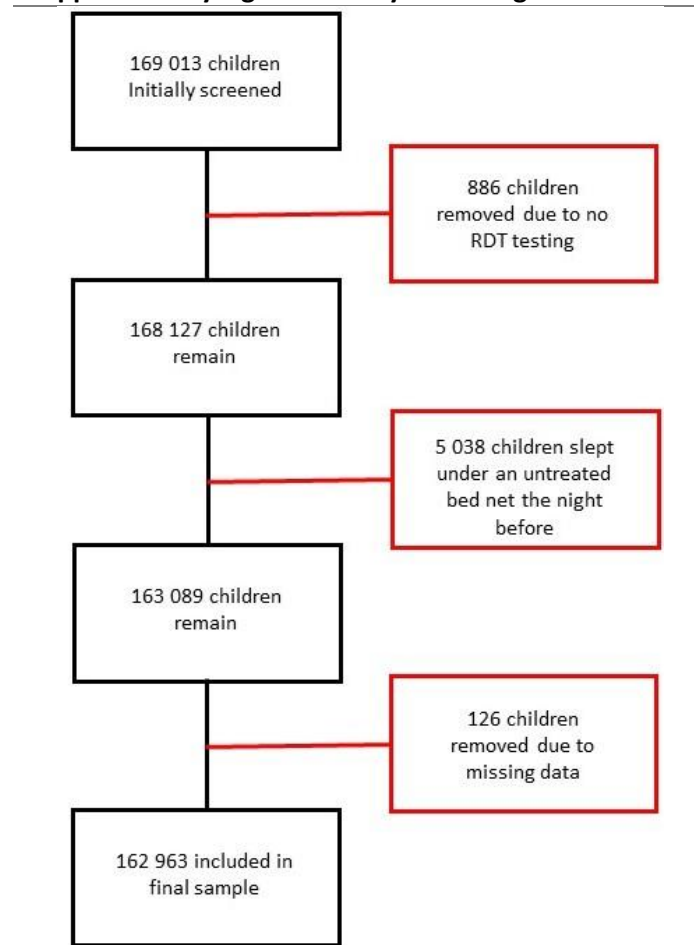 169 013 children
Initially screened
886 children
removed due to no
RDT testing
168 127 children
remain
5 038 children slept
under an untreated
bed net the night
before
163 089 children
remain
126 children
removed due to
missing data
162 963 included in
final sample